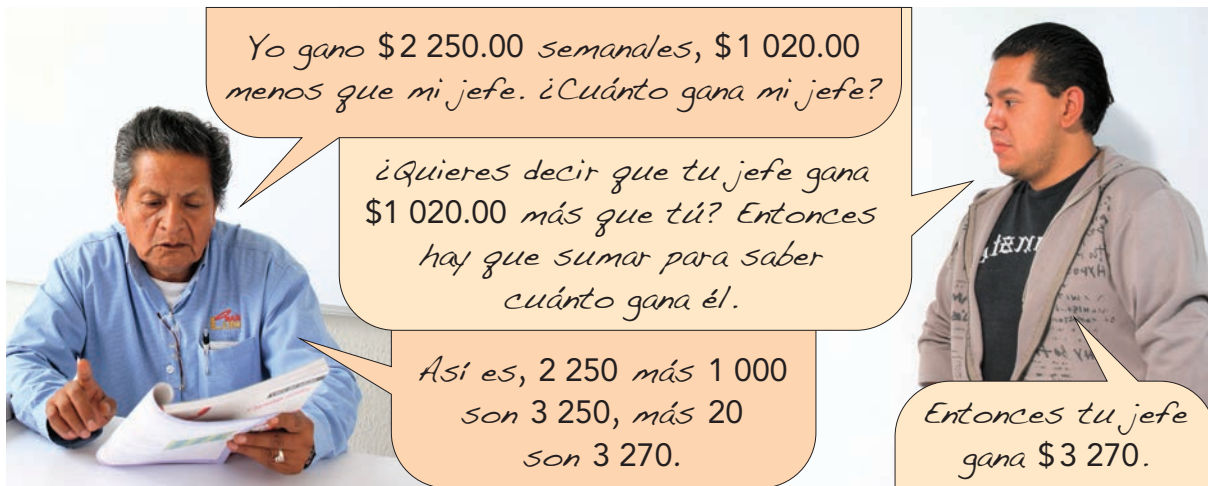 Yo gano $2 250.00 semanales, $1 020.00
menos que mi jefe. ¿Cuánto gana mi jefe?
¿Quieres decir que tu jefe gana
$1 020.00 más que tú? Entonces
hay que sumar para saber
cuánto gana él.
Así es, 2 250 más 1 000
son 3 250, más 20
son 3 270.
Entonces tu jefe
gana $3 270.